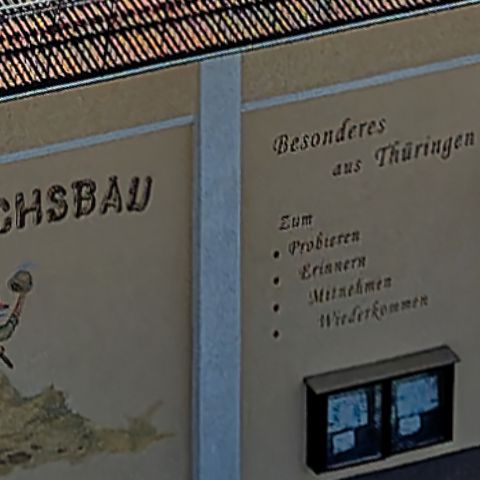 CHSBAU
Besonderes
aus Thüringen
Zum
• Probieren
• Erinnern
• Mitnehmen
• Wiederkommen